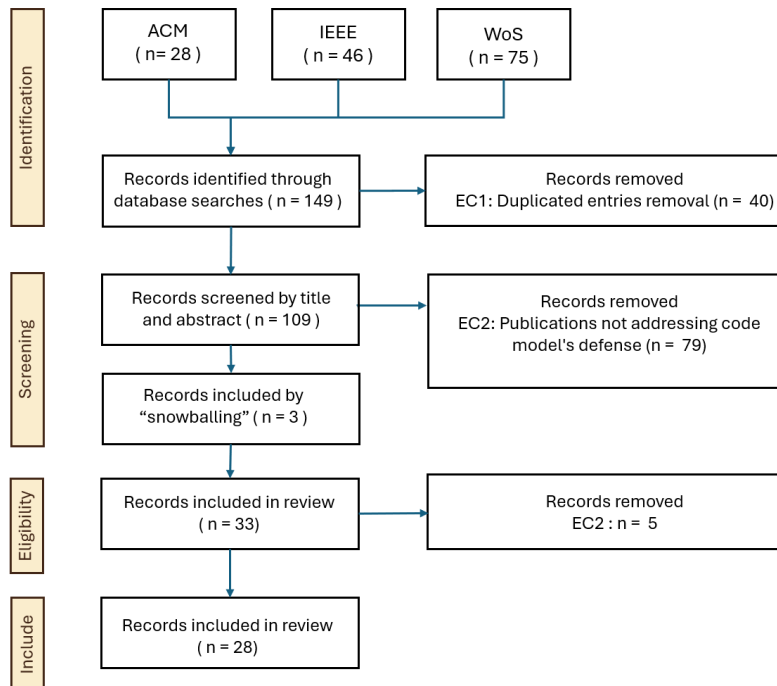 ACM
( n= 28 )
IEEE
( n = 46 )
WoS
( n = 75 )
Identification
Records identified through
database searches ( n = 149 )
Records removed
EC1: Duplicated entries removal (n =  40)
Screening
Records screened by title
and abstract ( n = 109 )
Records removed
EC2: Publications not addressing code
model's defense (n =  79)
Records included by
“snowballing” ( n = 3 )
Eligibility
Records included in review
( n = 33)
Records removed
EC2 : n =  5
Include
Records included in review
( n = 28)